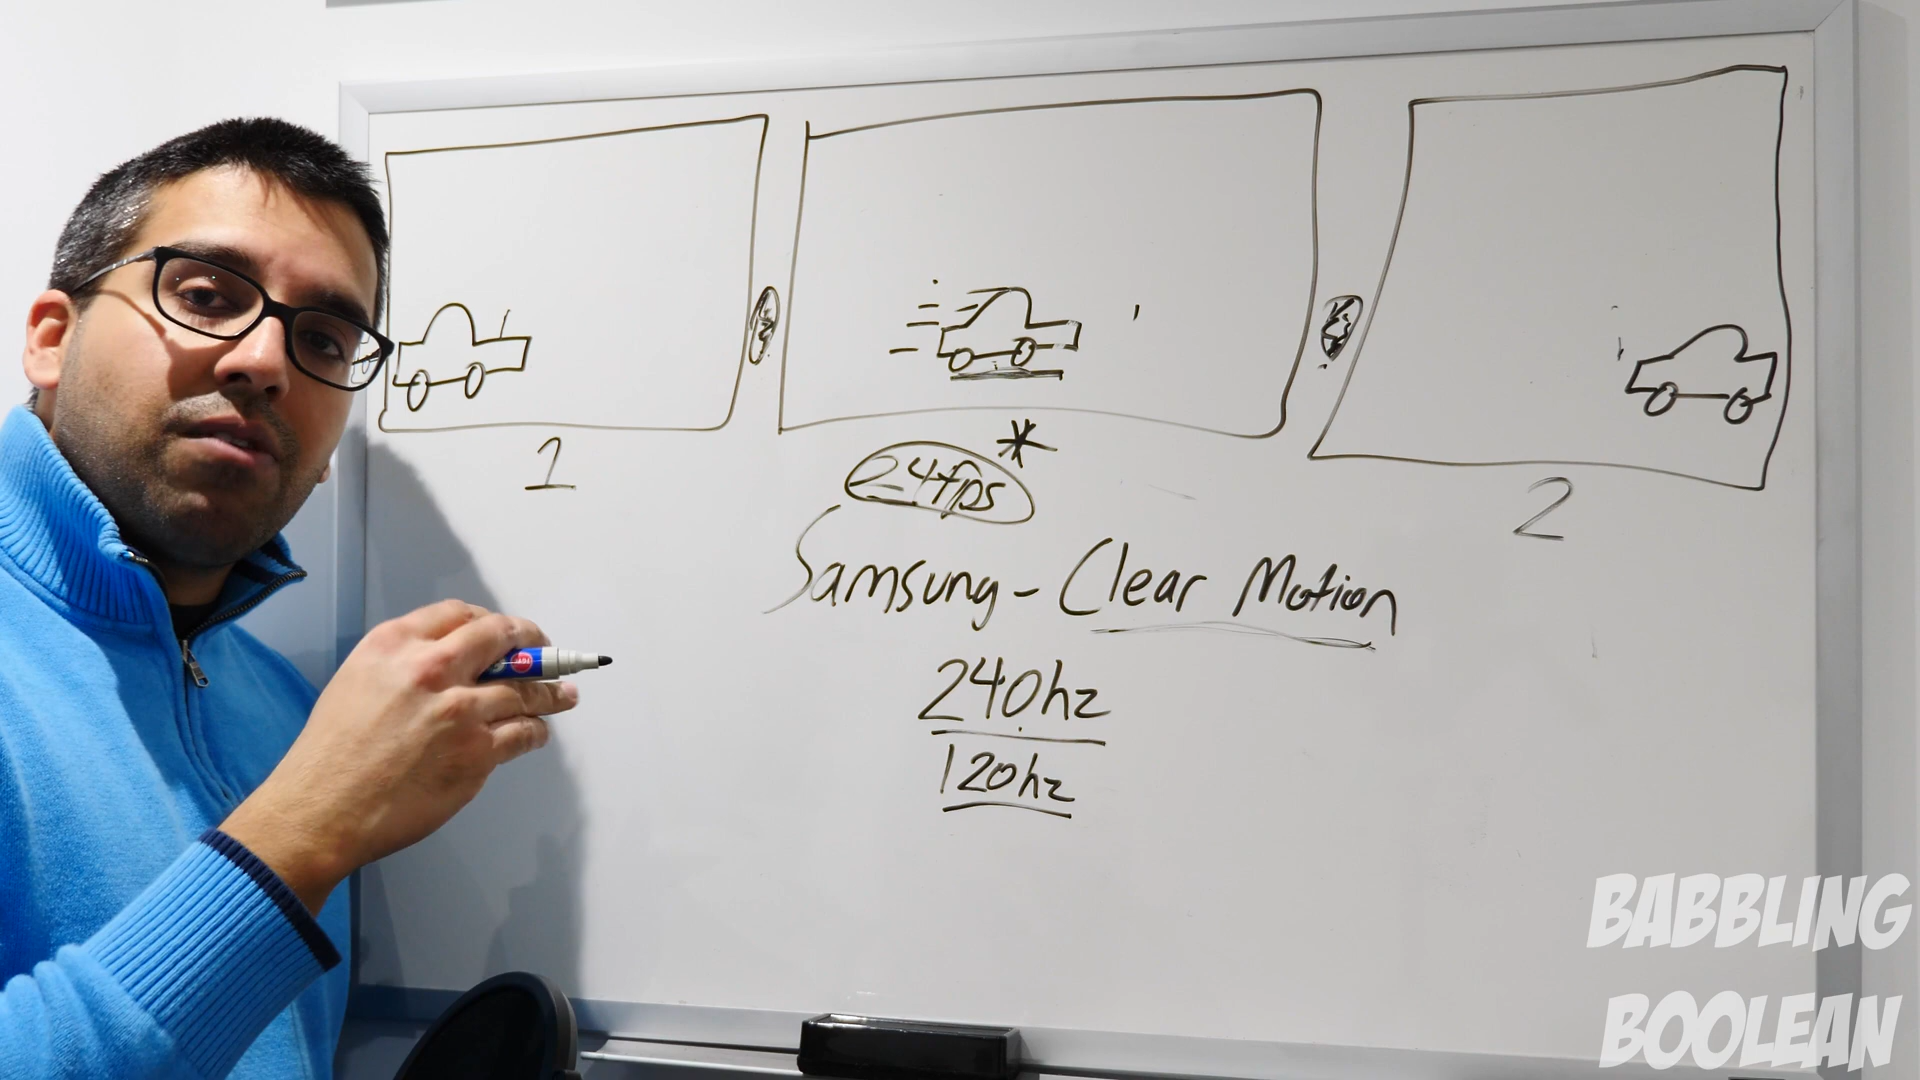 1
2
*
24fps
Samsung - Clear Motion
240hz
120hz
BABBLING
BOOLEAN